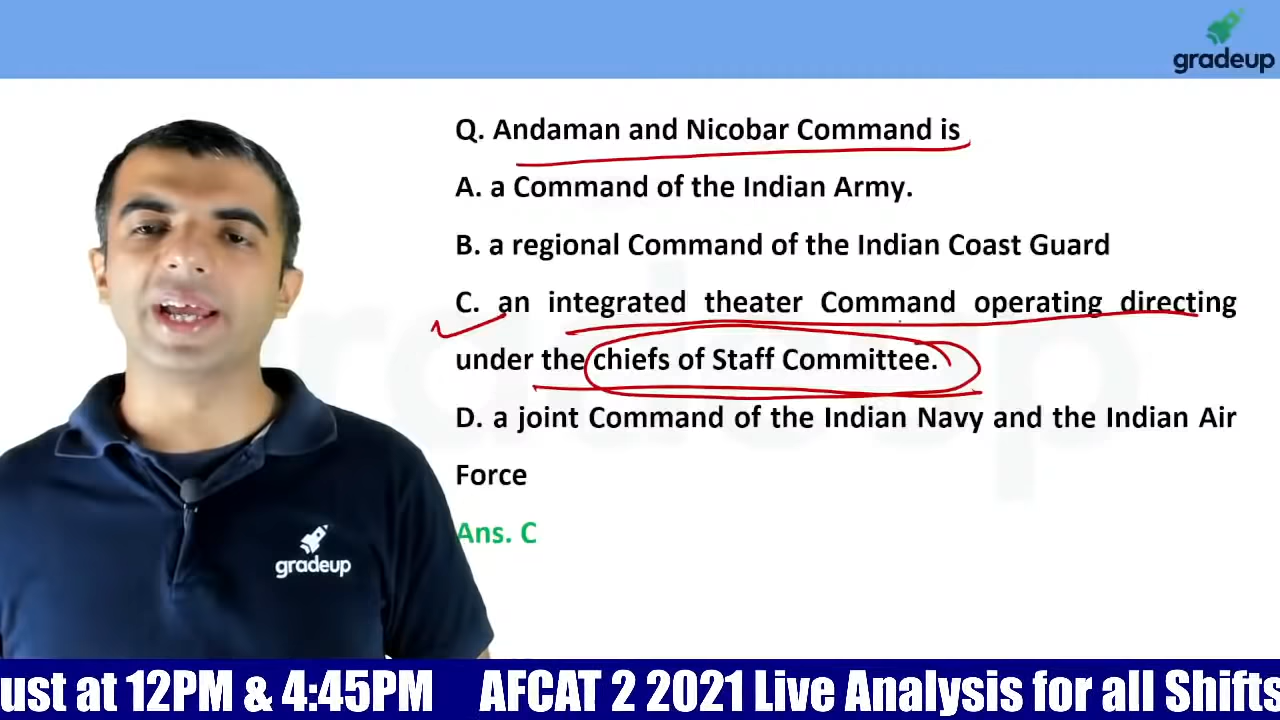 gradeup
Q. Andaman and Nicobar Command is
A. a Command of the Indian Army.
B. a regional Command of the Indian Coast Guard
C. an integrated theater Command operating directing
under the chiefs of Staff Committee.
D. a joint Command of the Indian Navy and the Indian Air
Force
Ans. C
gradeup
ust at 12PM & 4:45PM AFCAT 2 2021 Live Analysis for all Shifts